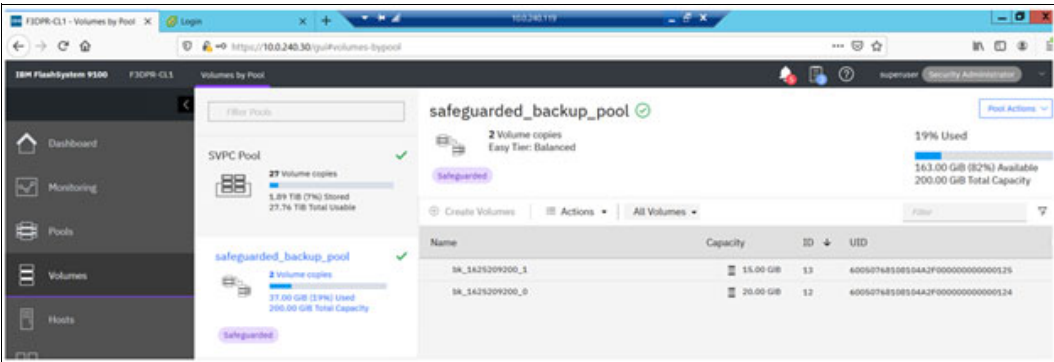 F3DPR-CL1 - Volumes by Pool
Login
10.0.240.119
https://10.0.240.30/gui#volumes-bypool
IBM FlashSystem 9100
F3DPR-CL1
Volumes by Pool
superuser
Security Administrator
Filter Pools
Dashboard
Monitoring
Pools
Volumes
Hosts
SVPC Pool
27 Volume copies
1.89 TiB (7%) Stored
27.76 TiB Total Usable
safeguarded_backup_pool
2 Volume copies
37.00 GiB (19%) Used
200.00 GiB Total Capacity
Safeguarded
safeguarded_backup_pool
2 Volume copies
Easy Tier: Balanced
Safeguarded
Pool Actions
19% Used
163.00 GiB (82%) Available
200.00 GiB Total Capacity
Create Volumes
Actions
All Volumes
Filter
Name Capacity ID UID
bk_1625209200_1 15.00 GiB 13 60050768108104A2F000000000000125
bk_1625209200_0 20.00 GiB 12 60050768108104A2F000000000000124